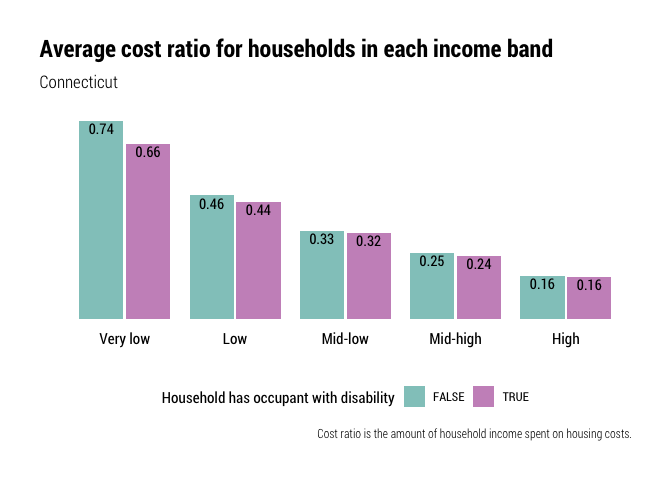 Average cost ratio for households in each income band
Connecticut
0.74
0.66
0.46
0.44
0.33
0.32
0.25
0.24
0.16
0.16
Very low
Low
Mid-low
Mid-high
High
Household has occupant with disability
FALSE
TRUE
Cost ratio is the amount of household income spent on housing costs.